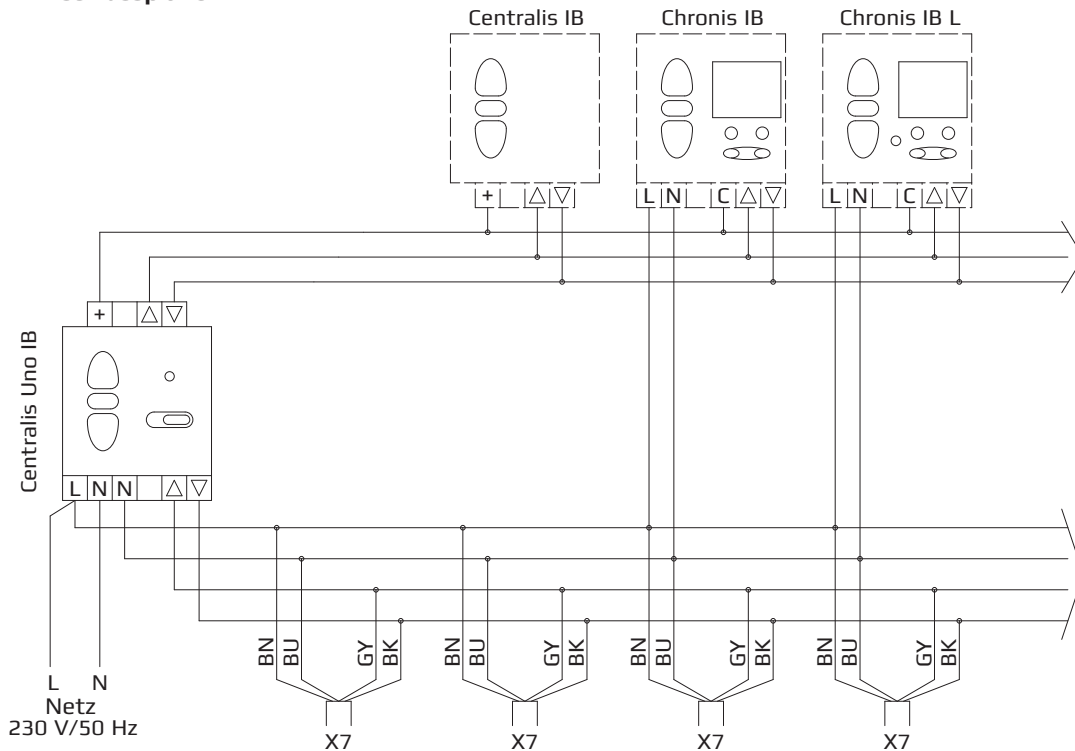 Centralis IB Chronis IB Chronis IB L
+ △ ▽ L N C △ ▽ L N C △ ▽
+ △ ▽
Centralis Uno IB
L N N △ ▽
BN BU GY BK BN BU GY BK BN BU GY BK BN BU GY BK
L N
Netz
230 V/50 Hz
X7 X7 X7 X7